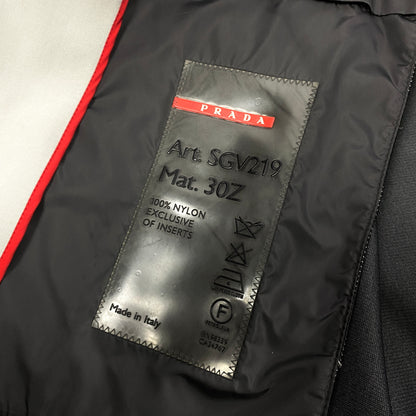 PRADA
Art. SGV219
Mat. 30Z
100% NYLON
EXCLUSIVE
OF INSERTS
F
Made in Italy